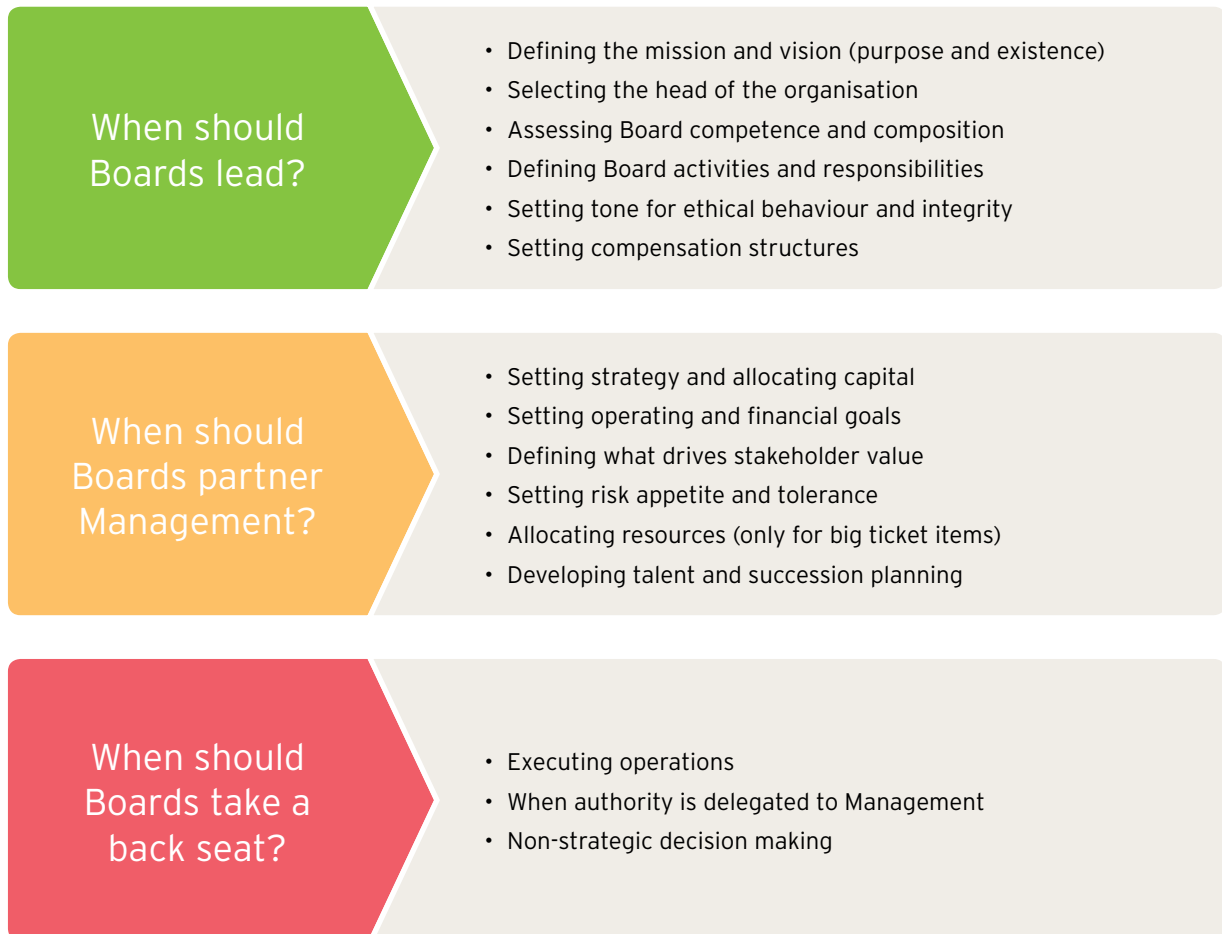 When should
Boards lead?
• Defining the mission and vision (purpose and existence)
• Selecting the head of the organisation
• Assessing Board competence and composition
• Defining Board activities and responsibilities
• Setting tone for ethical behaviour and integrity
• Setting compensation structures
When should
Boards partner
Management?
• Setting strategy and allocating capital
• Setting operating and financial goals
• Defining what drives stakeholder value
• Setting risk appetite and tolerance
• Allocating resources (only for big ticket items)
• Developing talent and succession planning
When should
Boards take a
back seat?
• Executing operations
• When authority is delegated to Management
• Non-strategic decision making